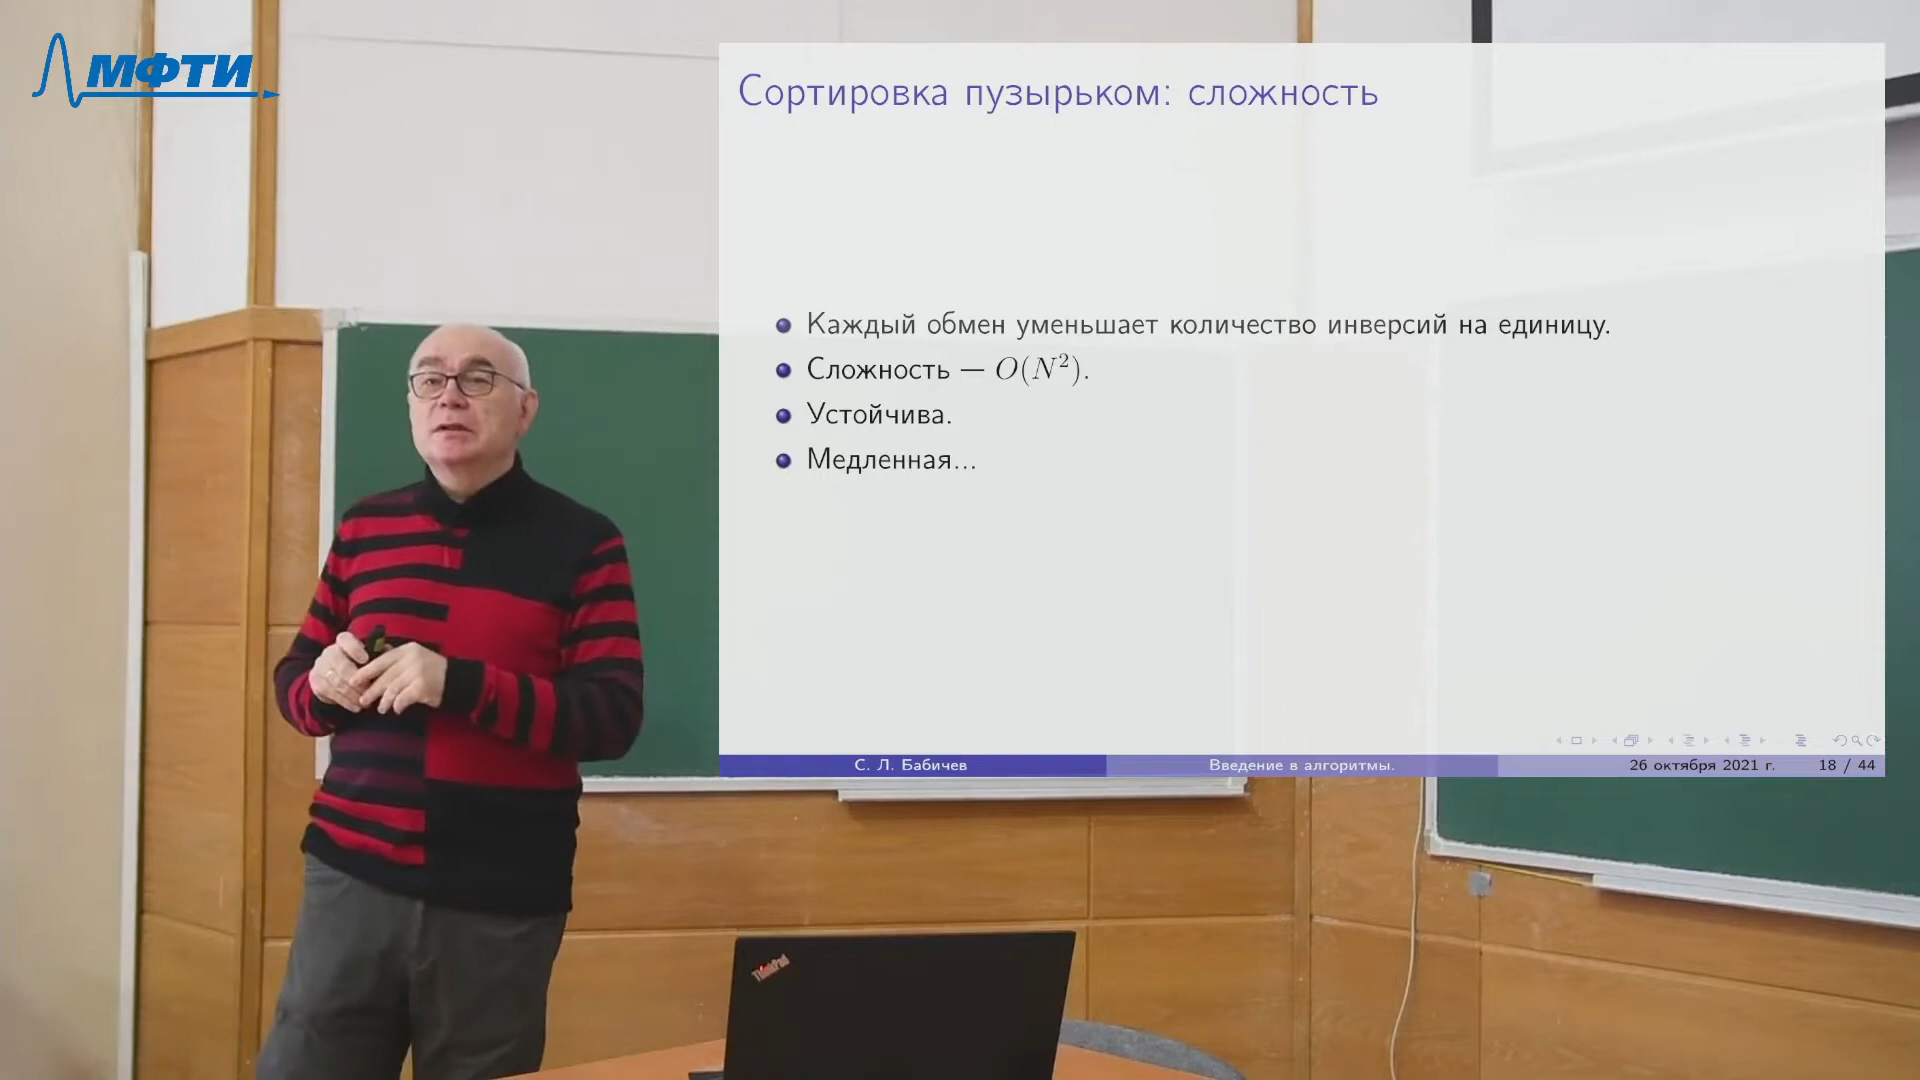 МФТИ
Сортировка пузырьком: сложность
Каждый обмен уменьшает количество инверсий на единицу.
Сложность — O(N²).
Устойчива.
Медленная...
С. Л. Бабичев Введение в алгоритмы. 26 октября 2021 г. 18 / 44
ThinkPad